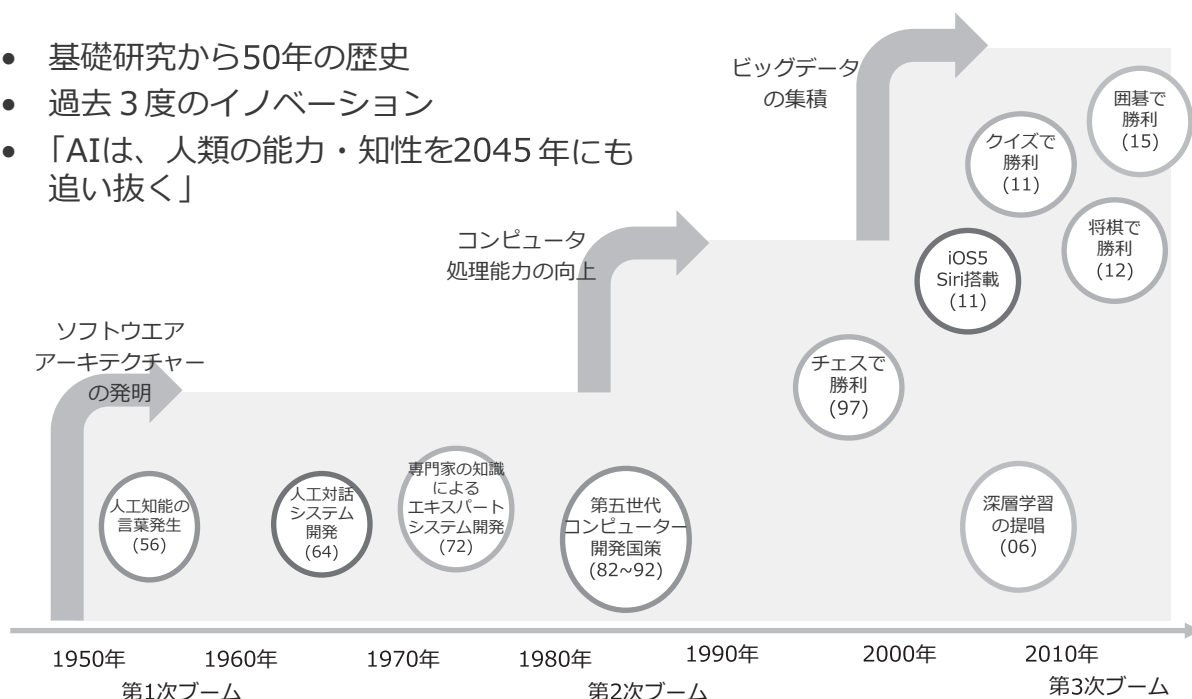 • 基礎研究から50年の歴史
• 過去３度のイノベーション
• 「AIは、人類の能力・知性を2045年にも
追い抜く」
ソフトウエア
アーキテクチャー
の発明
コンピュータ
処理能力の向上
ビッグデータ
の集積
人工知能の
言葉発生
(56)
人工対話
システム
開発
(64)
専門家の知識
による
エキスパート
システム開発
(72)
第五世代
コンピューター
開発国策
(82~92)
チェスで
勝利
(97)
iOS5
Siri搭載
(11)
クイズで
勝利
(11)
囲碁で
勝利
(15)
将棋で
勝利
(12)
深層学習
の提唱
(06)
1950年
1960年
1970年
1980年
1990年
2000年
2010年
第1次ブーム
第2次ブーム
第3次ブーム